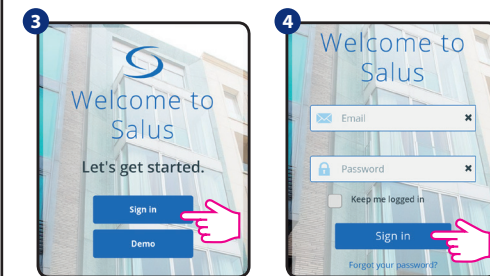 3
Welcome to
Salus
Let's get started.
Sign in
Demo
4
Welcome to
Salus
Email
Password
Keep me logged in
Sign in
Forgot your password?